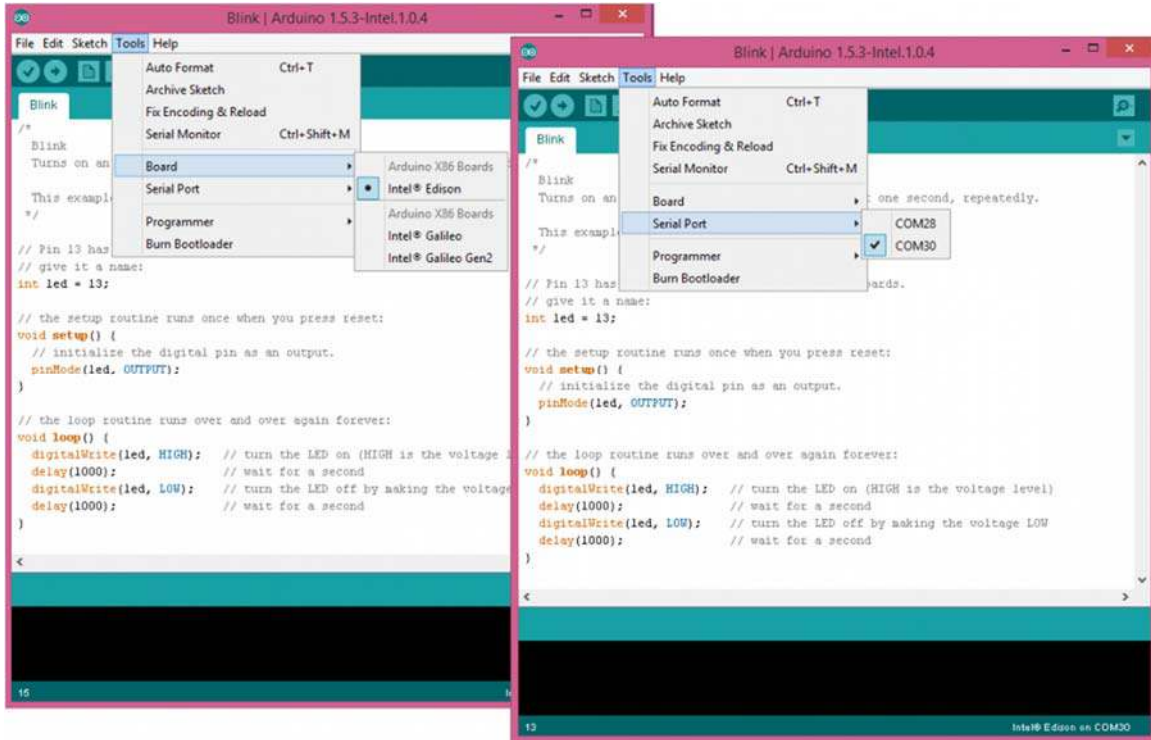 Blink | Arduino 1.5.3-Intel.1.0.4
File Edit Sketch Tools Help
Auto Format Ctrl+T
Archive Sketch
Fix Encoding & Reload
Serial Monitor Ctrl+Shift+M
Board
Serial Port
Programmer
Burn Bootloader
Arduino X86 Boards
Intel® Edison
Arduino X86 Boards
Intel® Galileo
Intel® Galileo Gen2
Blink
/*
Blink
Turns on an
This exampl
*/
// Pin 13 has
// give it a name:
int led = 13;
// the setup routine runs once when you press reset:
void setup() {
// initialize the digital pin as an output.
pinMode(led, OUTPUT);
}
// the loop routine runs over and over again forever:
void loop() {
digitalWrite(led, HIGH); // turn the LED on (HIGH is the voltage l
delay(1000); // wait for a second
digitalWrite(led, LOW); // turn the LED off by making the voltage
delay(1000); // wait for a second
}
15
Blink | Arduino 1.5.3-Intel.1.0.4
File Edit Sketch Tools Help
Auto Format Ctrl+T
Archive Sketch
Fix Encoding & Reload
Serial Monitor Ctrl+Shift+M
Board
Serial Port
Programmer
Burn Bootloader
COM28
COM30
Blink
/*
Blink
Turns on an one second, repeatedly.
This exampl
*/
// Pin 13 has ards.
// give it a name:
int led = 13;
// the setup routine runs once when you press reset:
void setup() {
// initialize the digital pin as an output.
pinMode(led, OUTPUT);
}
// the loop routine runs over and over again forever:
void loop() {
digitalWrite(led, HIGH); // turn the LED on (HIGH is the voltage level)
delay(1000); // wait for a second
digitalWrite(led, LOW); // turn the LED off by making the voltage LOW
delay(1000); // wait for a second
}
13
Intel® Edison on COM30